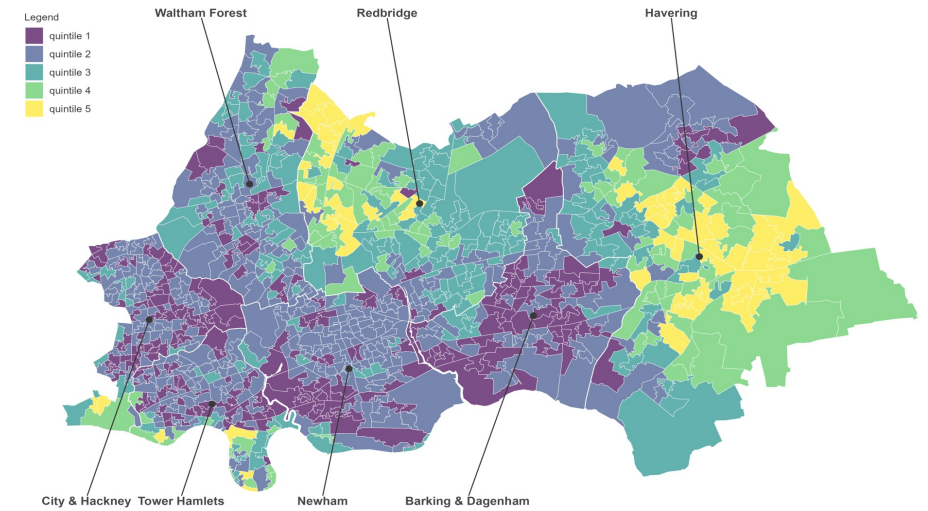 Waltham Forest
Redbridge
Havering
Legend
quintile 1
quintile 2
quintile 3
quintile 4
quintile 5
City & Hackney
Tower Hamlets
Newham
Barking & Dagenham